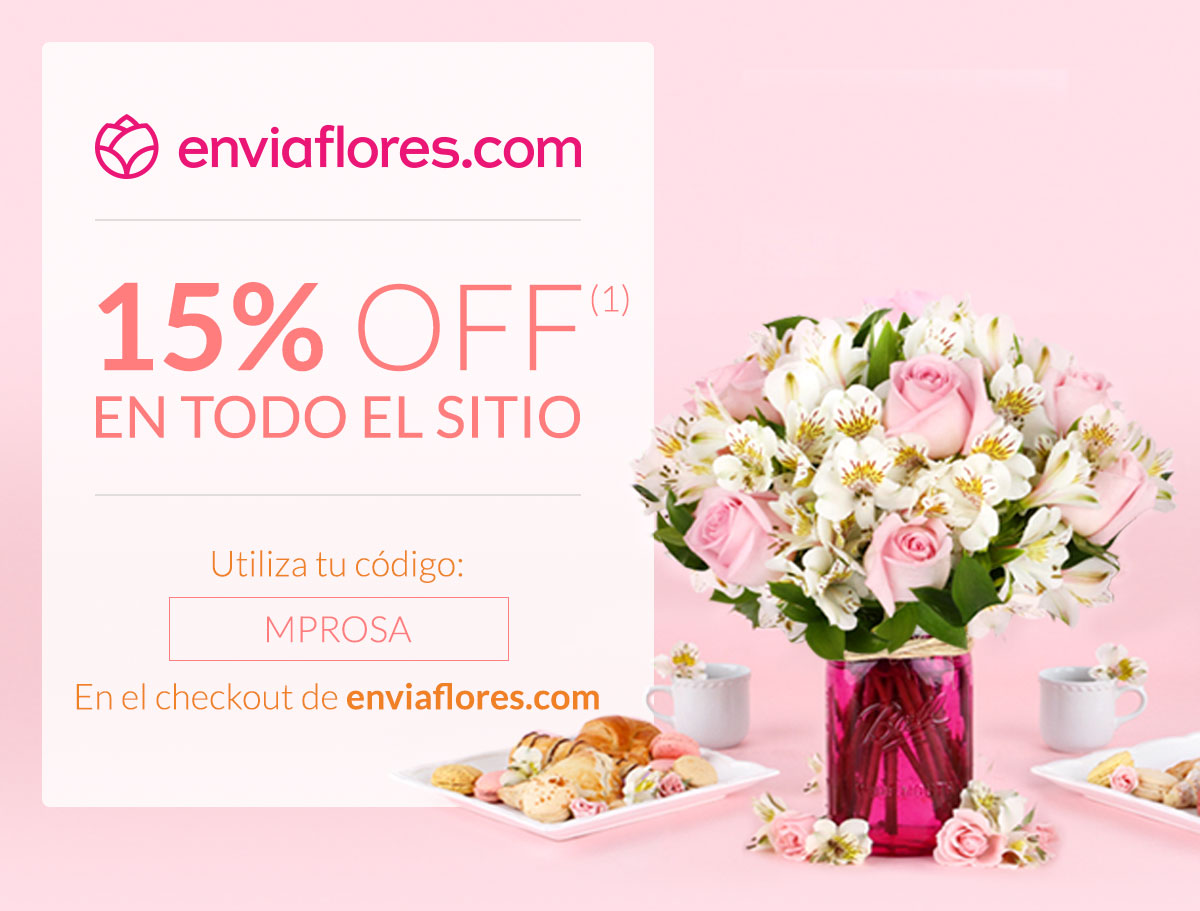 enviaflores.com
15% OFF(1)
EN TODO EL SITIO
Utiliza tu código:
MPROSA
En el checkout de enviaflores.com